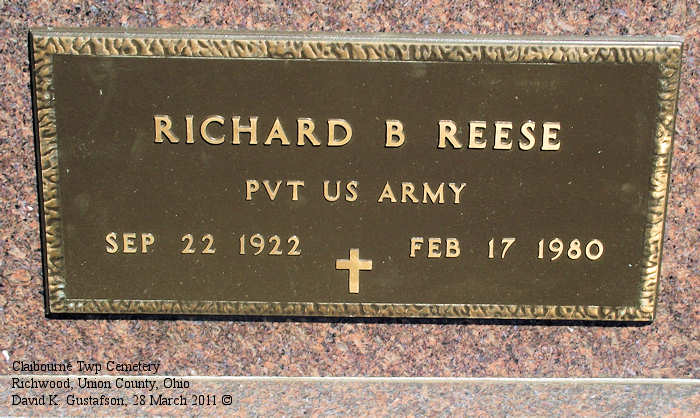 RICHARD B REESE
PVT US ARMY
SEP 22 1922 FEB 17 1980
Claibourne Twp Cemetery
Richwood, Union County, Ohio
David K. Gustafson, 28 March 2011 ©